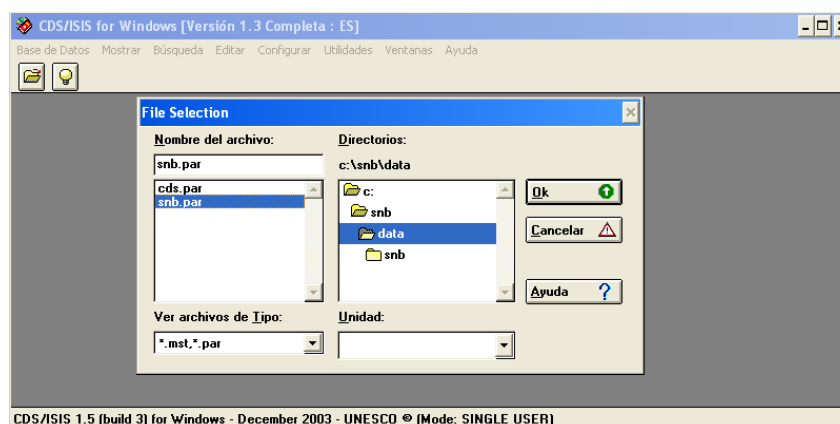 CDS/ISIS for Windows [Versión 1.3 Completa : ES]
Base de Datos Mostrar Búsqueda Editar Configurar Utilidades Ventanas Ayuda
File Selection
Nombre del archivo:
snb.par
cds.par
snb.par
Ver archivos de Tipo:
*.mst,*.par
Directorios:
c:\snb\data
c:
snb
data
snb
Unidad:
Ok
Cancelar
Ayuda
CDS/ISIS 1.5 (build 3) for Windows - December 2003 - UNESCO © (Mode: SINGLE USER)